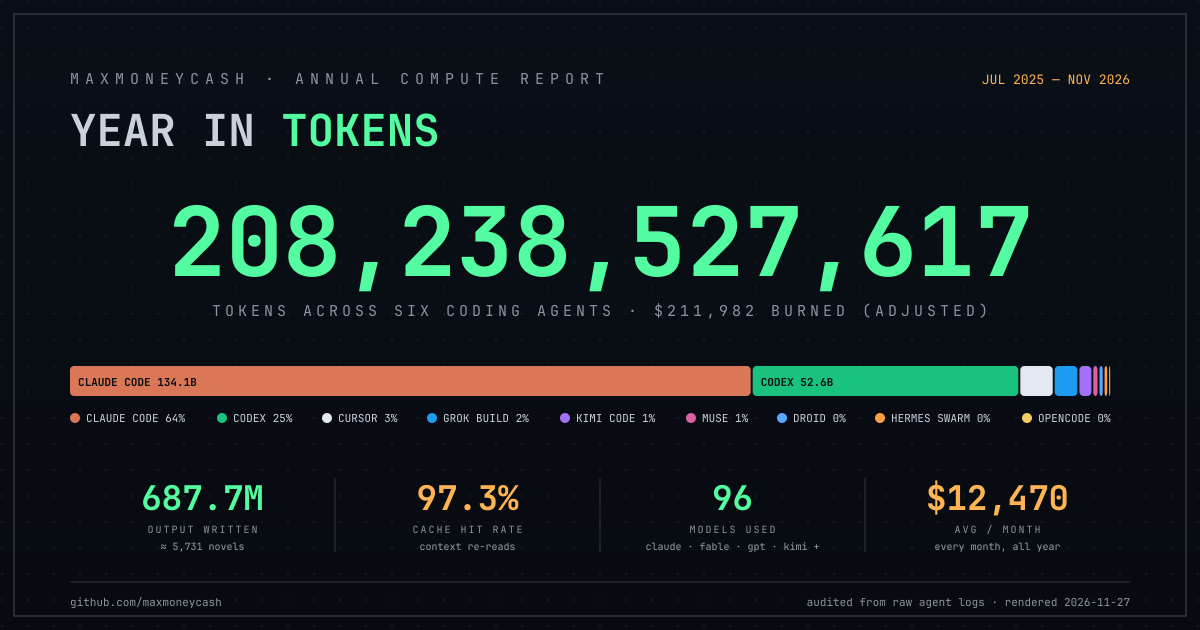 MAXMONEYCASH · ANNUAL COMPUTE REPORT
JUL 2025 — NOV 2026
YEAR IN TOKENS
208,238,527,617
TOKENS ACROSS SIX CODING AGENTS · $211,982 BURNED (ADJUSTED)
CLAUDE CODE 134.1B
CODEX 52.6B
CLAUDE CODE 64%
CODEX 25%
CURSOR 3%
GROK BUILD 2%
KIMI CODE 1%
MUSE 1%
DROID 0%
HERMES SWARM 0%
OPENCODE 0%
687.7M
OUTPUT WRITTEN
≈ 5,731 novels
97.3%
CACHE HIT RATE
context re-reads
96
MODELS USED
claude · fable · gpt · kimi +
$12,470
AVG / MONTH
every month, all year
github.com/maxmoneycash
audited from raw agent logs · rendered 2026-11-27